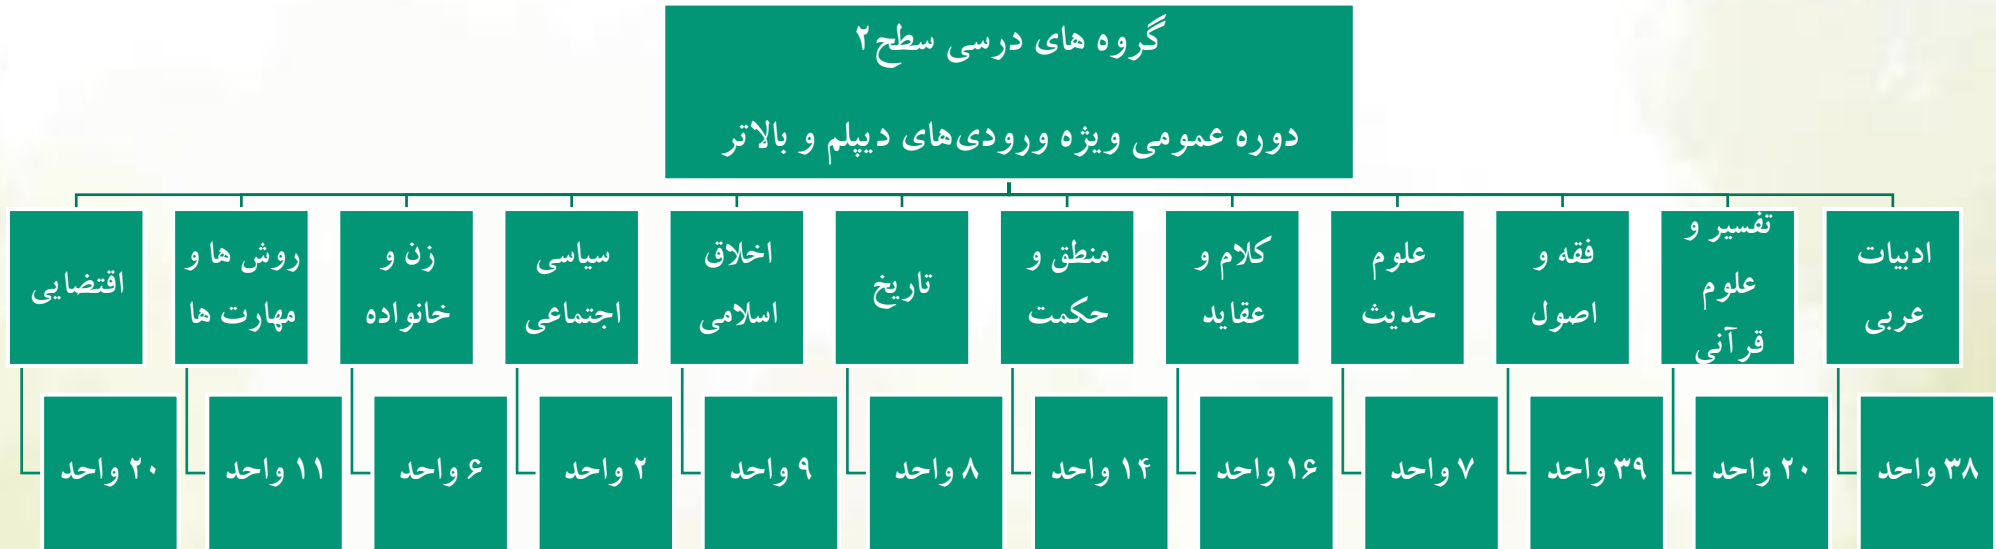 گروه های درسی سطح۲
دوره عمومی ویژه ورودی‌های دیپلم و بالاتر
ادبیات
عربی
تفسیر و
علوم
قرآنی
فقه و
اصول
علوم
حدیث
کلام و
عقاید
منطق و
حکمت
تاریخ
اخلاق
اسلامی
سیاسی
اجتماعی
زن و
خانواده
روش ها و
مهارت ها
اقتضایی
۳۸ واحد
۲۰ واحد
۳۹ واحد
۷ واحد
۱۶ واحد
۱۴ واحد
۸ واحد
۹ واحد
۲ واحد
۶ واحد
۱۱ واحد
۲۰ واحد